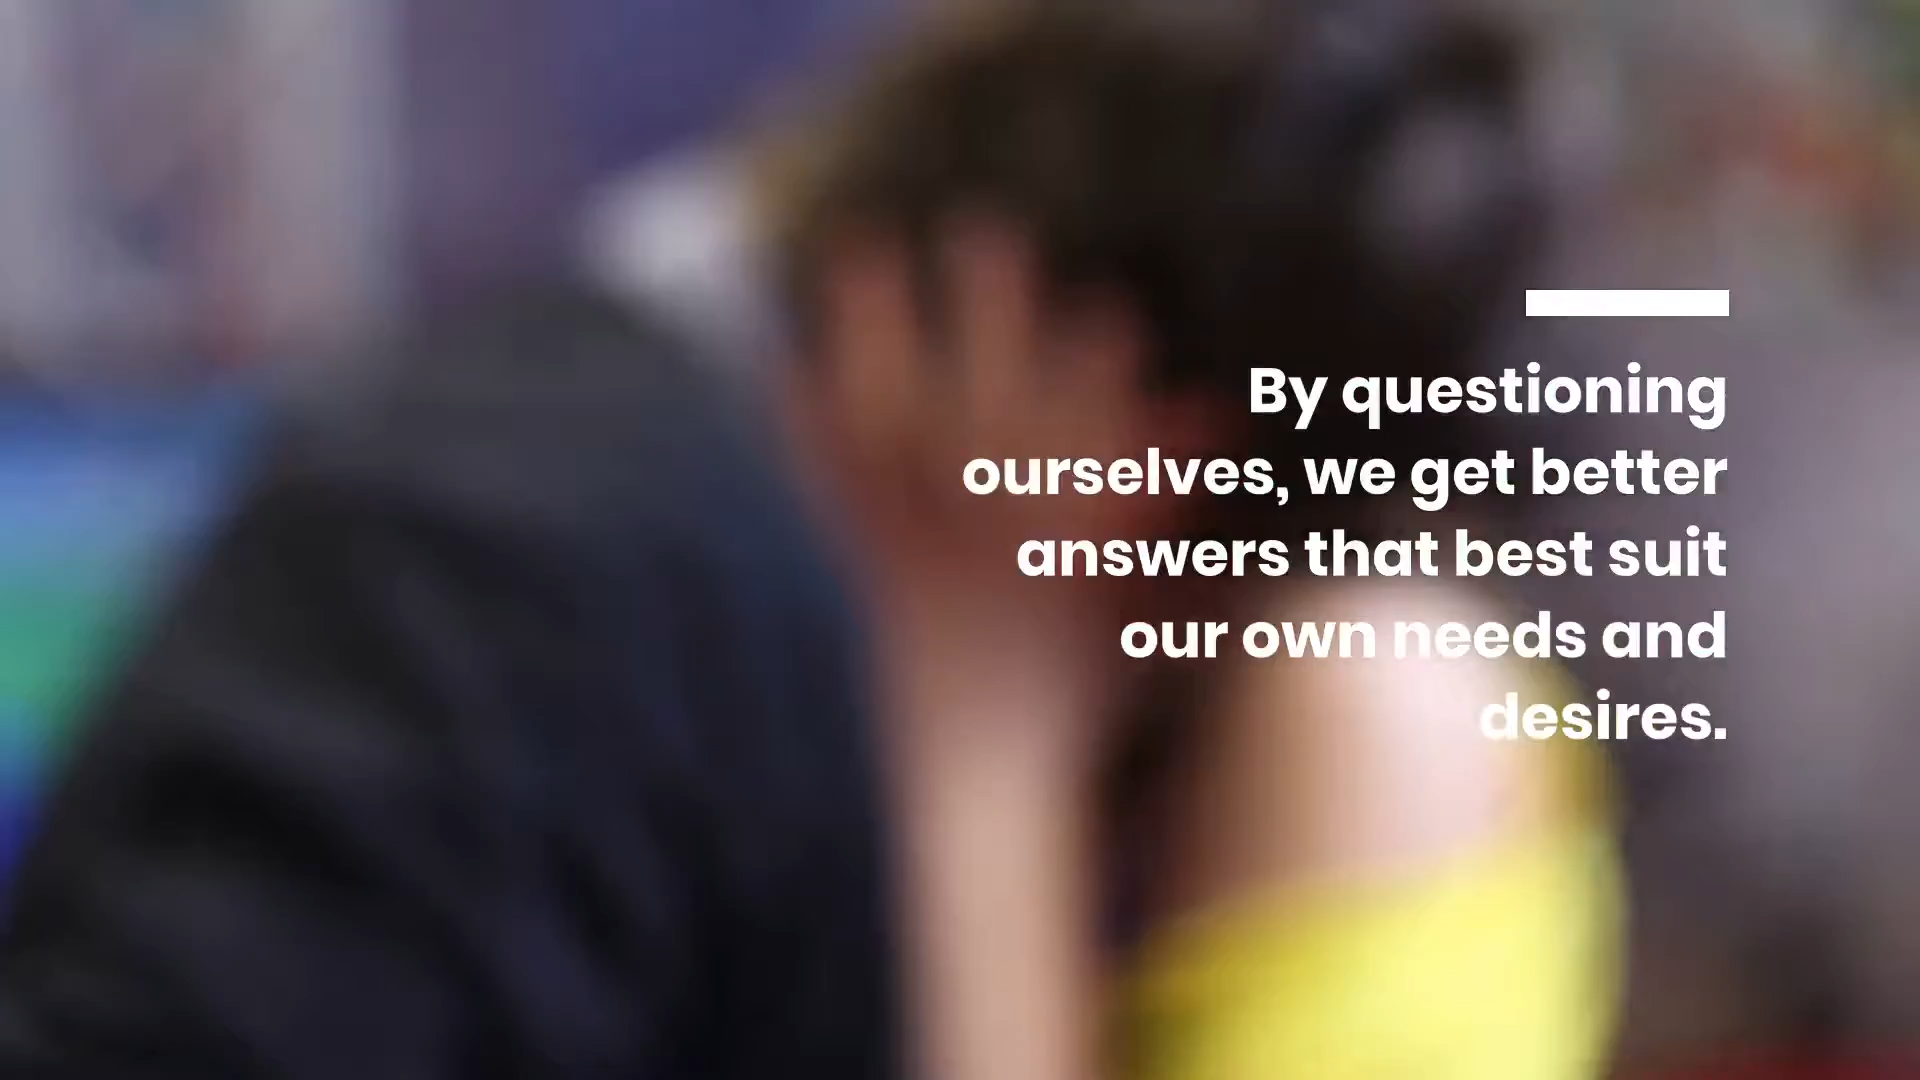 By questioning
ourselves, we get better
answers that best suit
our own needs and
desires.